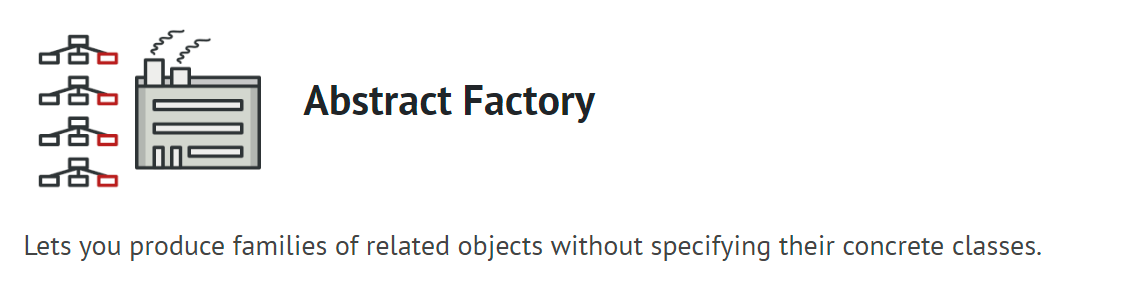 Abstract Factory
Lets you produce families of related objects without specifying their concrete classes.